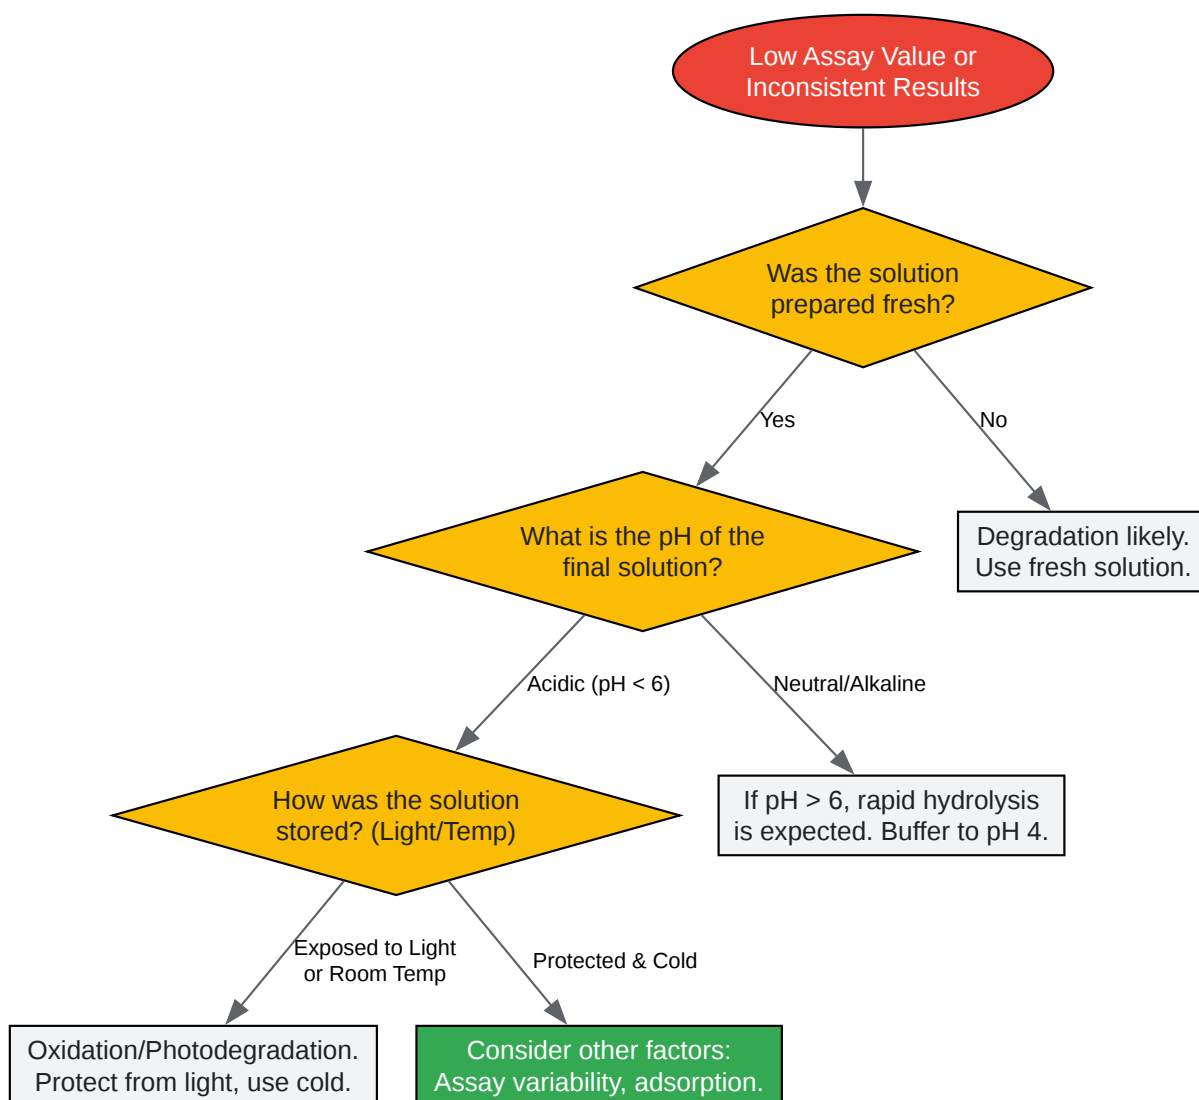 Low Assay Value or
Inconsistent Results
Was the solution
prepared fresh?
Yes
No
What is the pH of the
final solution?
Degradation likely.
Use fresh solution.
Acidic (pH < 6)
Neutral/Alkaline
How was the solution
stored? (Light/Temp)
If pH > 6, rapid hydrolysis
is expected. Buffer to pH 4.
Exposed to Light
or Room Temp
Protected & Cold
Oxidation/Photodegradation.
Protect from light, use cold.
Consider other factors:
Assay variability, adsorption.